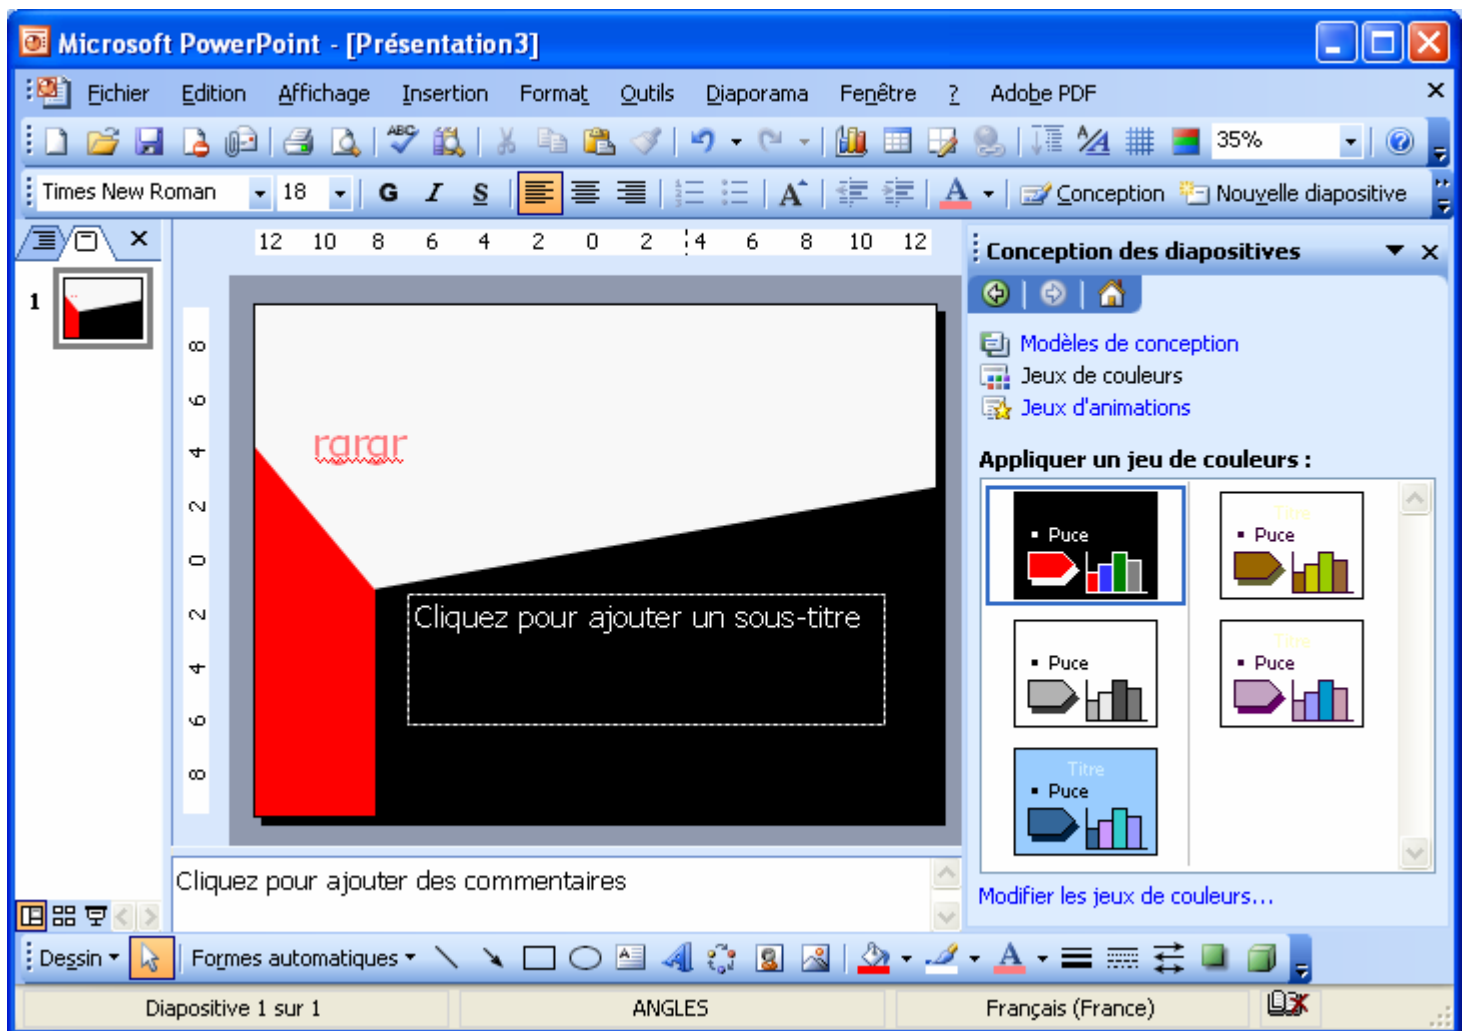 Microsoft PowerPoint - [Présentation3]
Fichier Edition Affichage Insertion Format Outils Diaporama Fenêtre ? Adobe PDF
ABC A 35% ?
Times New Roman 18 G I S A A Conception Nouvelle diapositive
12 10 8 6 4 2 0 2 4 6 8 10 12
Conception des diapositives
1
8
6
4
2
0
2
4
6
8
rgrgr
Cliquez pour ajouter un sous-titre
Modèles de conception
Jeux de couleurs
Jeux d'animations
Appliquer un jeu de couleurs :
Puce
Titre
Puce
Puce
Titre
Puce
Titre
Puce
Modifier les jeux de couleurs...
Cliquez pour ajouter des commentaires
Dessin Formes automatiques A A A
Diapositive 1 sur 1 ANGLES Français (France)